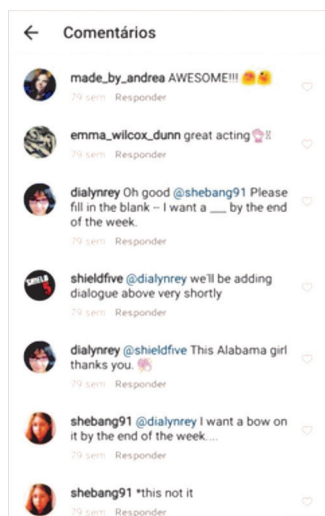 Comentários
made_by_andrea AWESOME!!!
79 sem Responder
emma_wilcox_dunn great acting
79 sem Responder
dialynrey Oh good @shebang91 Please
fill in the blank -- I want a ___ by the end
of the week.
79 sem Responder
SHIELD
5
shieldfive @dialynrey we'll be adding
dialogue above very shortly
79 sem Responder
dialynrey @shieldfive This Alabama girl
thanks you.
79 sem Responder
shebang91 @dialynrey I want a bow on
it by the end of the week....
79 sem Responder
shebang91 *this not it
79 sem Responder